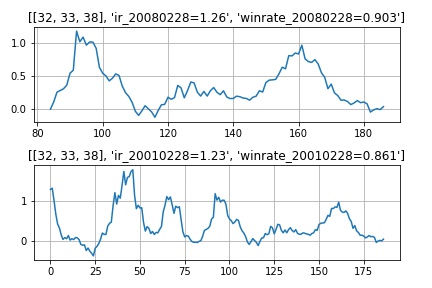 [[32, 33, 38], 'ir_20080228=1.26', 'winrate_20080228=0.903']
1.0
0.5
0.0
80 100 120 140 160 180
[[32, 33, 38], 'ir_20010228=1.23', 'winrate_20010228=0.861']
1
0
0 25 50 75 100 125 150 175